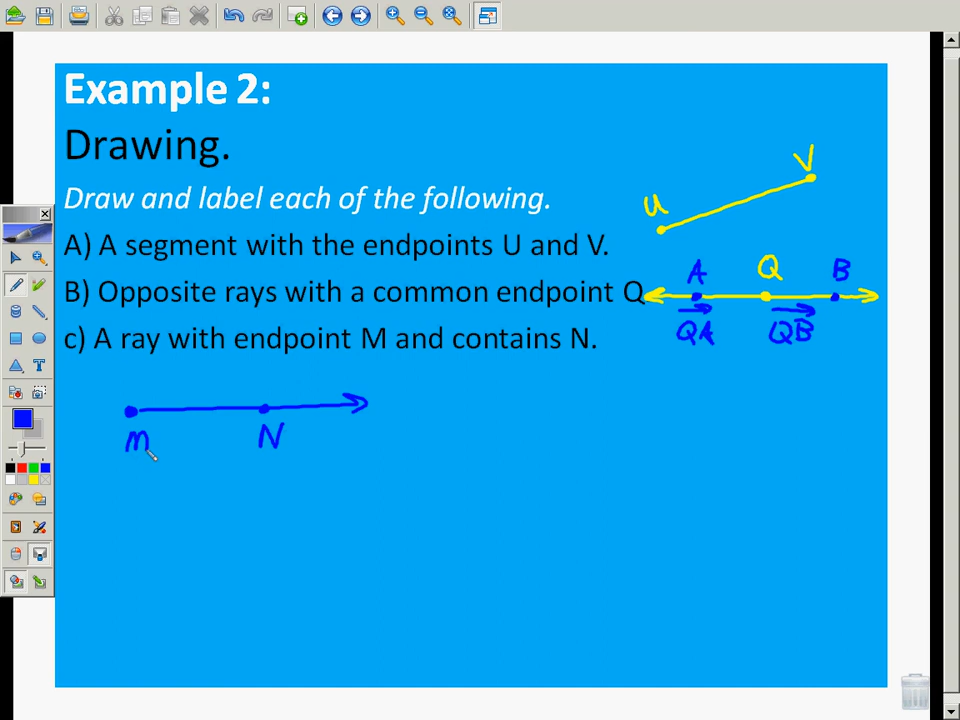 Example 2:
Drawing.
Draw and label each of the following.
A) A segment with the endpoints U and V.
B) Opposite rays with a common endpoint Q
c) A ray with endpoint M and contains N.
U V
A Q B
QA QB
M N